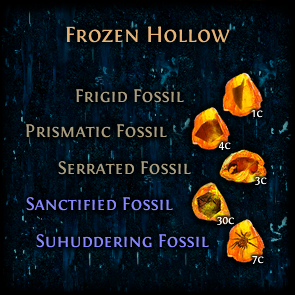 Frozen Hollow
Frigid Fossil
1c
Prismatic Fossil
4c
Serrated Fossil
3c
Sanctified Fossil
30c
Suhuddering Fossil
7c